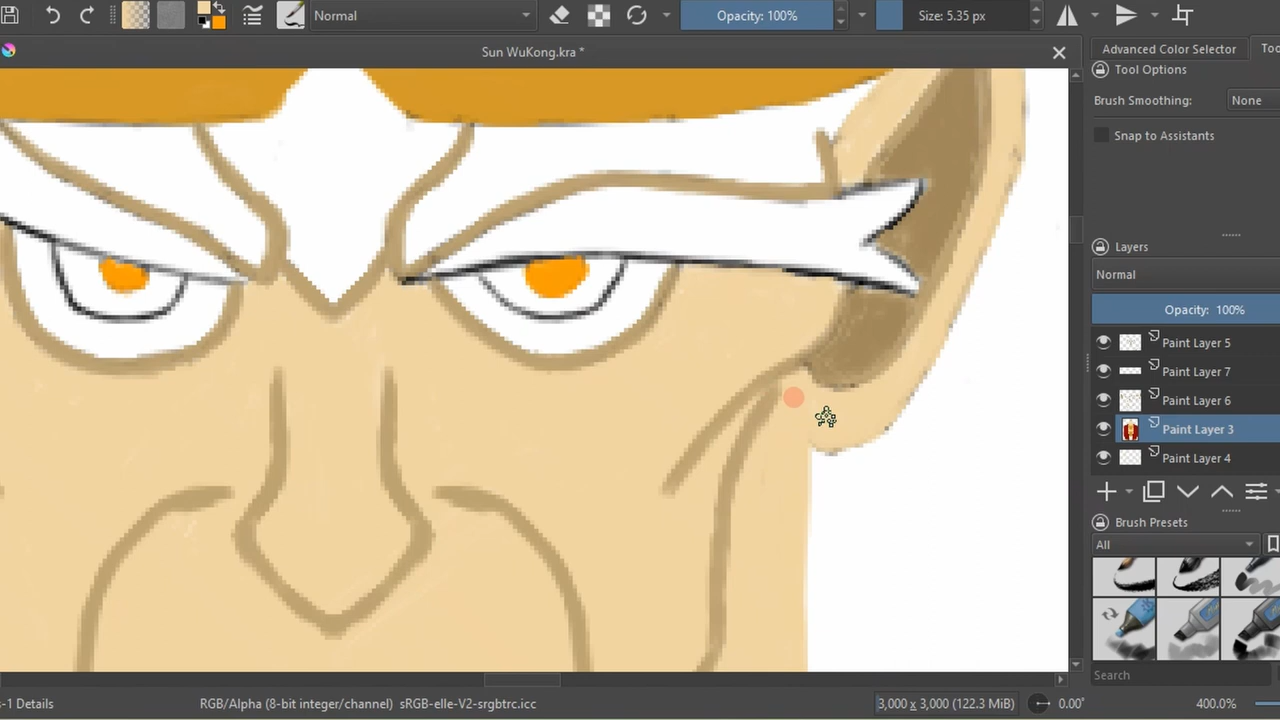 Normal
Opacity: 100%
Size: 5.35 px
Sun WuKong.kra *
Advanced Color Selector
Too
Tool Options
Brush Smoothing:
None
Snap to Assistants
Layers
Normal
Opacity: 100%
Paint Layer 5
Paint Layer 7
Paint Layer 6
Paint Layer 3
Paint Layer 4
Brush Presets
All
Search
s-1 Details
RGB/Alpha (8-bit integer/channel) sRGB-elle-V2-srgbtrc.icc
3,000 x 3,000 (122.3 MiB)
0.00°
400.0%